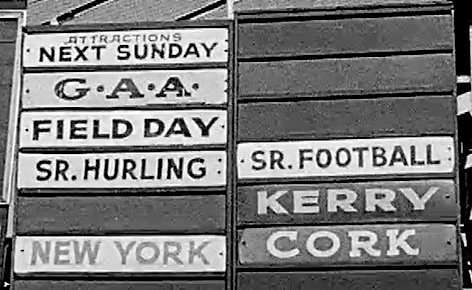 ATTRACTIONS
NEXT SUNDAY
G·A·A·
FIELD DAY
SR. HURLING
NEW YORK
SR. FOOTBALL
KERRY
CORK